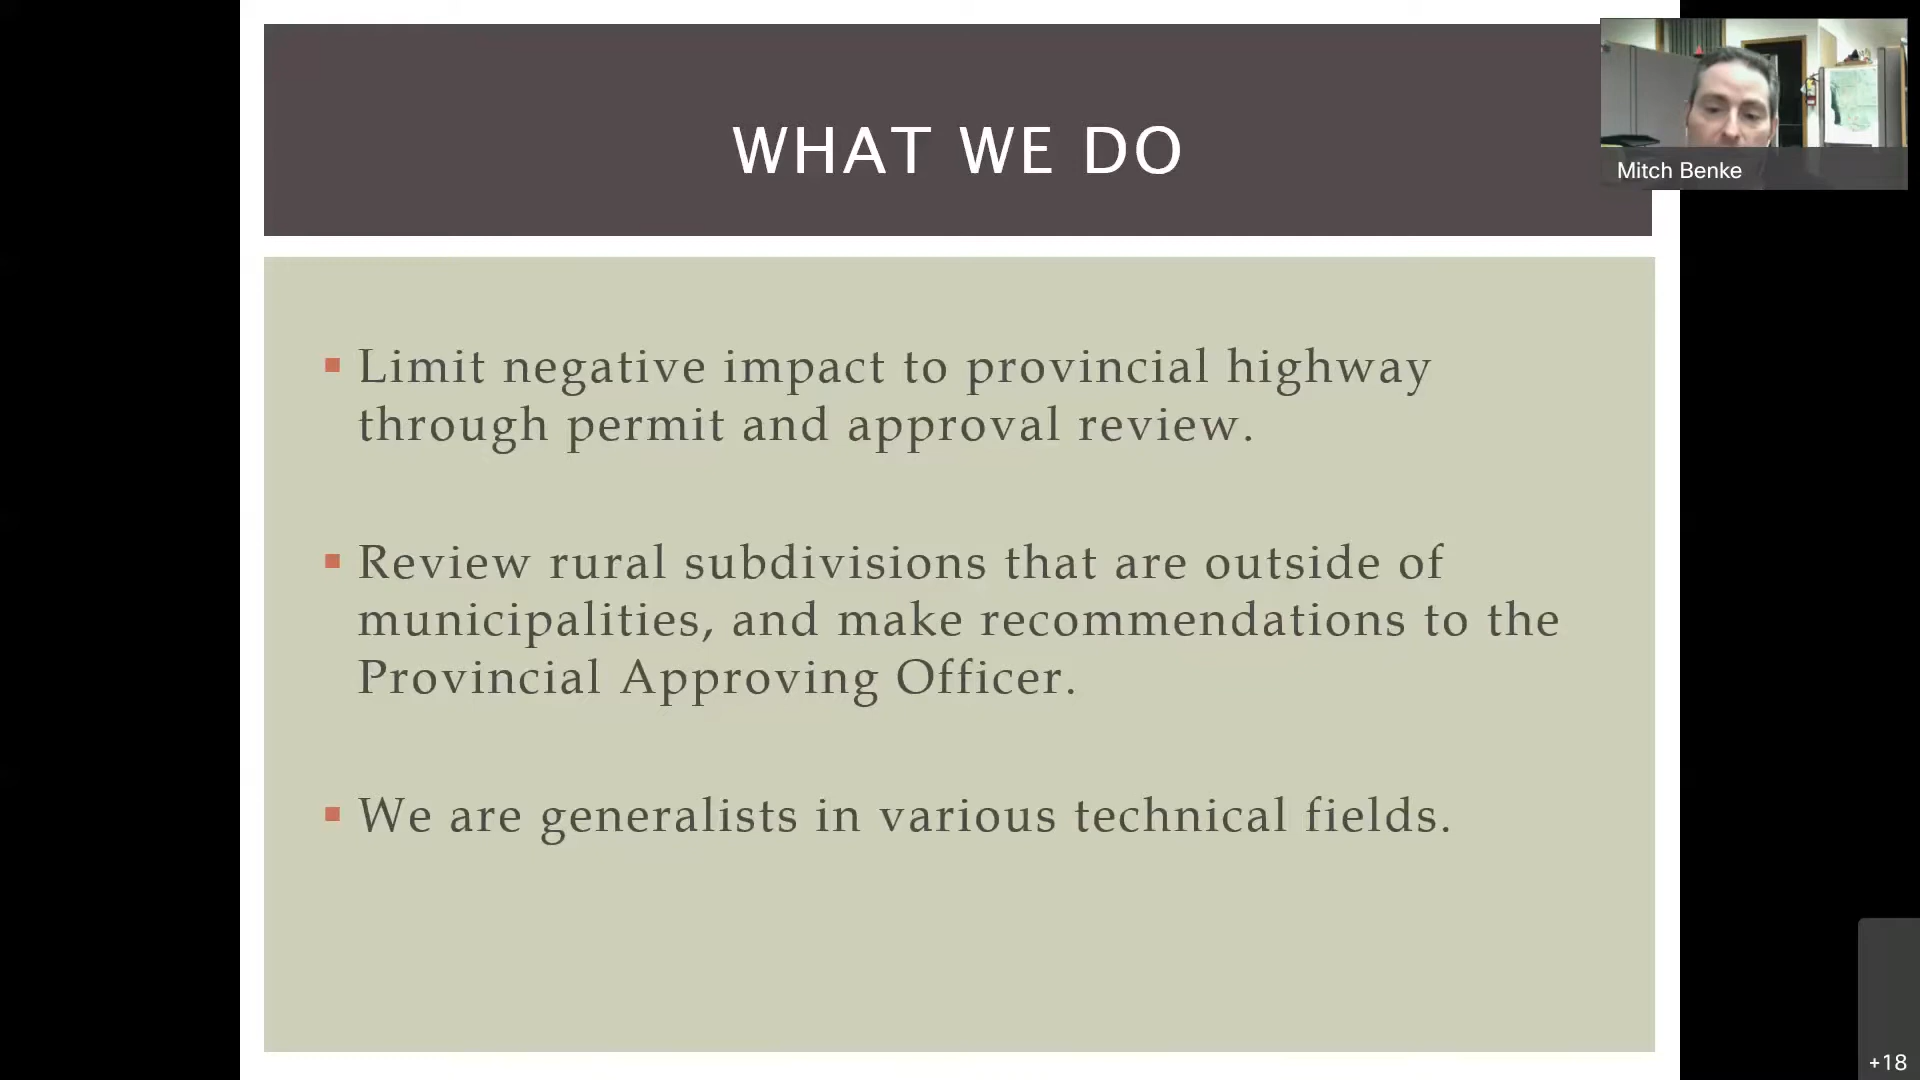 WHAT WE DO
Mitch Benke
▪ Limit negative impact to provincial highway
through permit and approval review.
▪ Review rural subdivisions that are outside of
municipalities, and make recommendations to the
Provincial Approving Officer.
▪ We are generalists in various technical fields.
+18